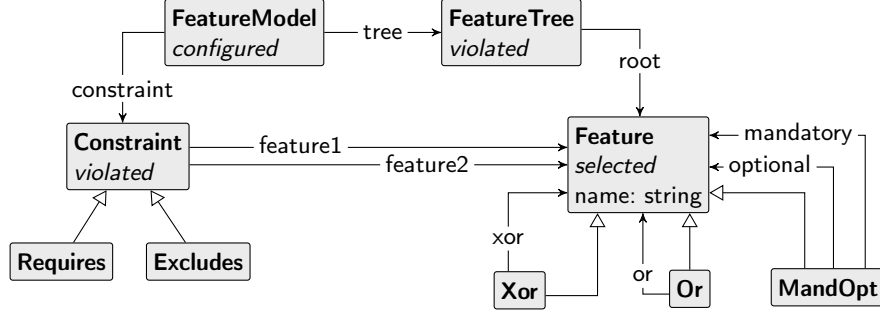 FeatureModel
configured
tree
FeatureTree
violated
constraint
root
Constraint
violated
feature1
feature2
Feature
selected
name: string
mandatory
optional
Requires
Excludes
xor
Xor
or
Or
MandOpt